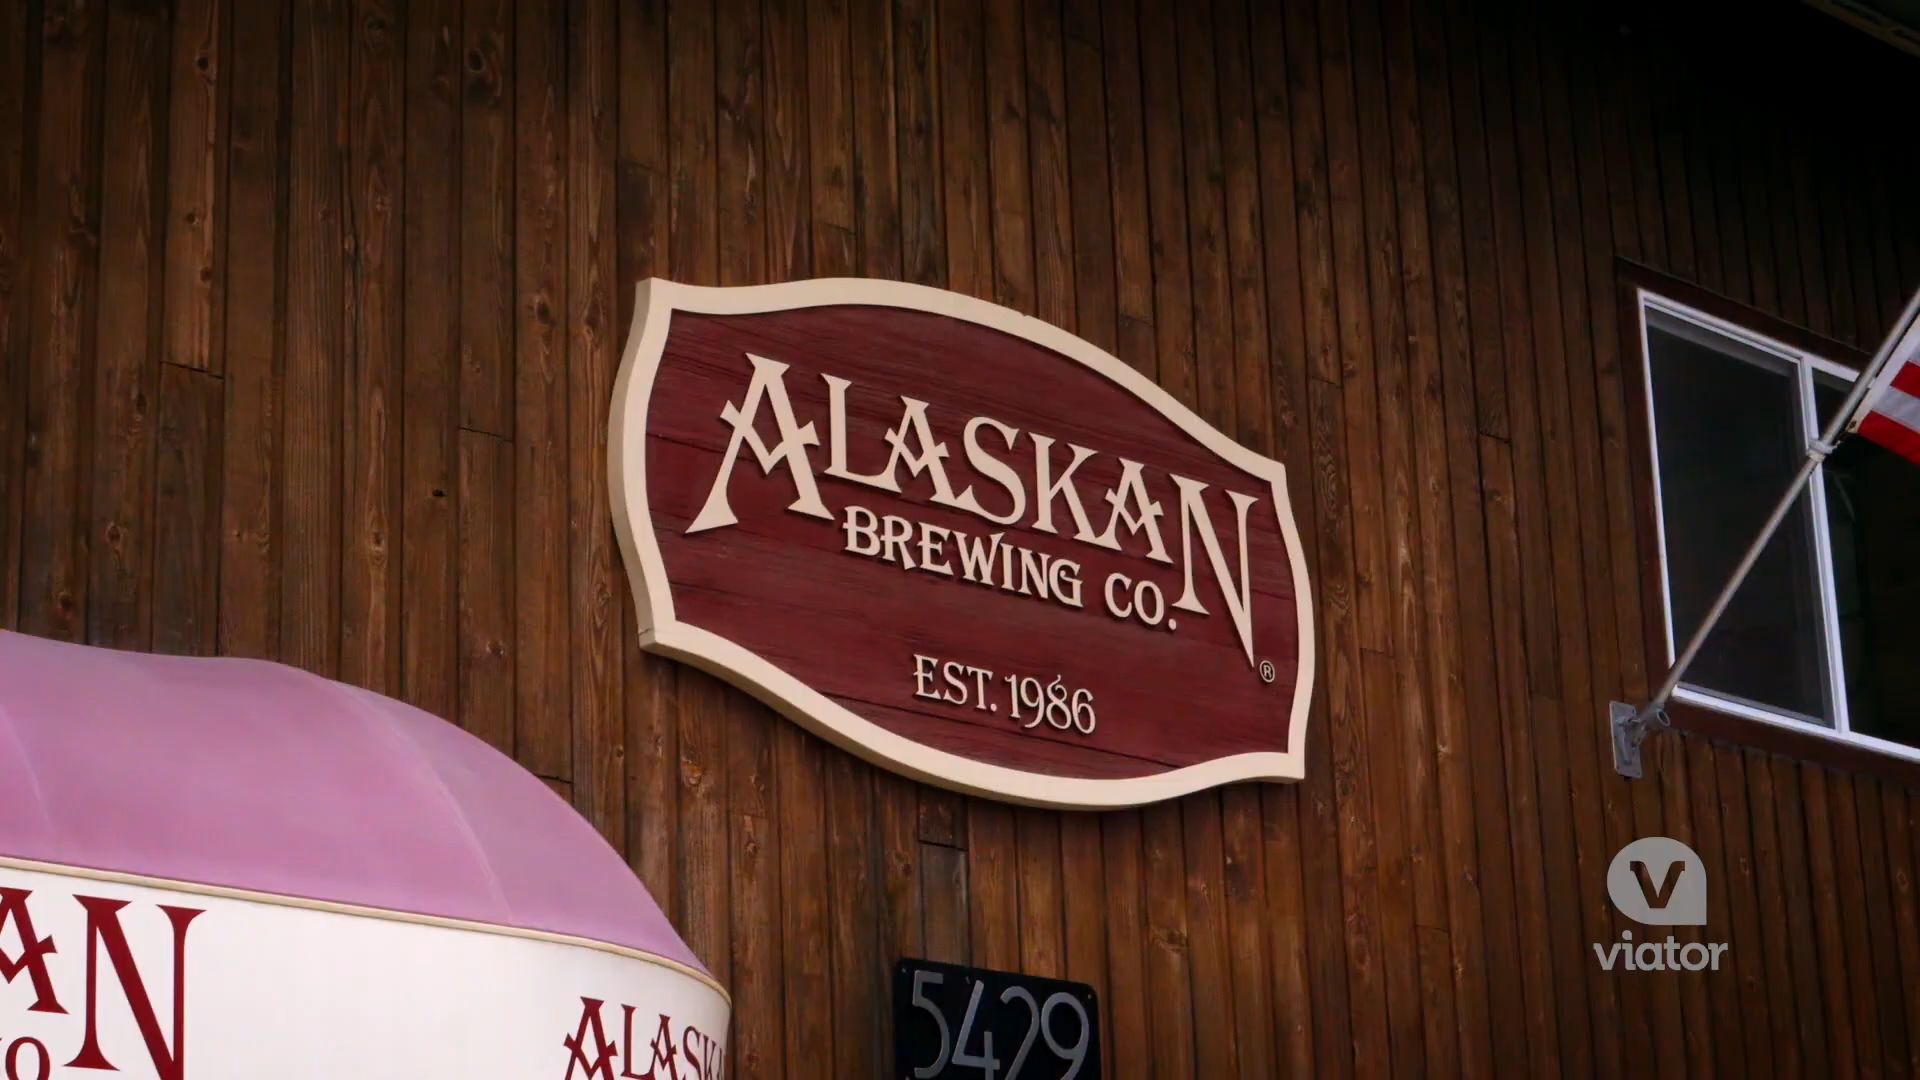 ALASKAN
BREWING CO.
®
EST. 1986
AN
ALASK
5429
V
viator